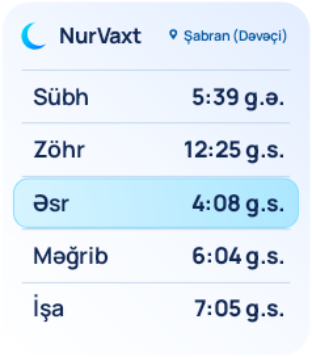 NurVaxt Şabran (Dəvəçi)
Sübh 5:39 g.ə.
Zöhr 12:25 g.s.
Əsr 4:08 g.s.
Məğrib 6:04 g.s.
İşa 7:05 g.s.